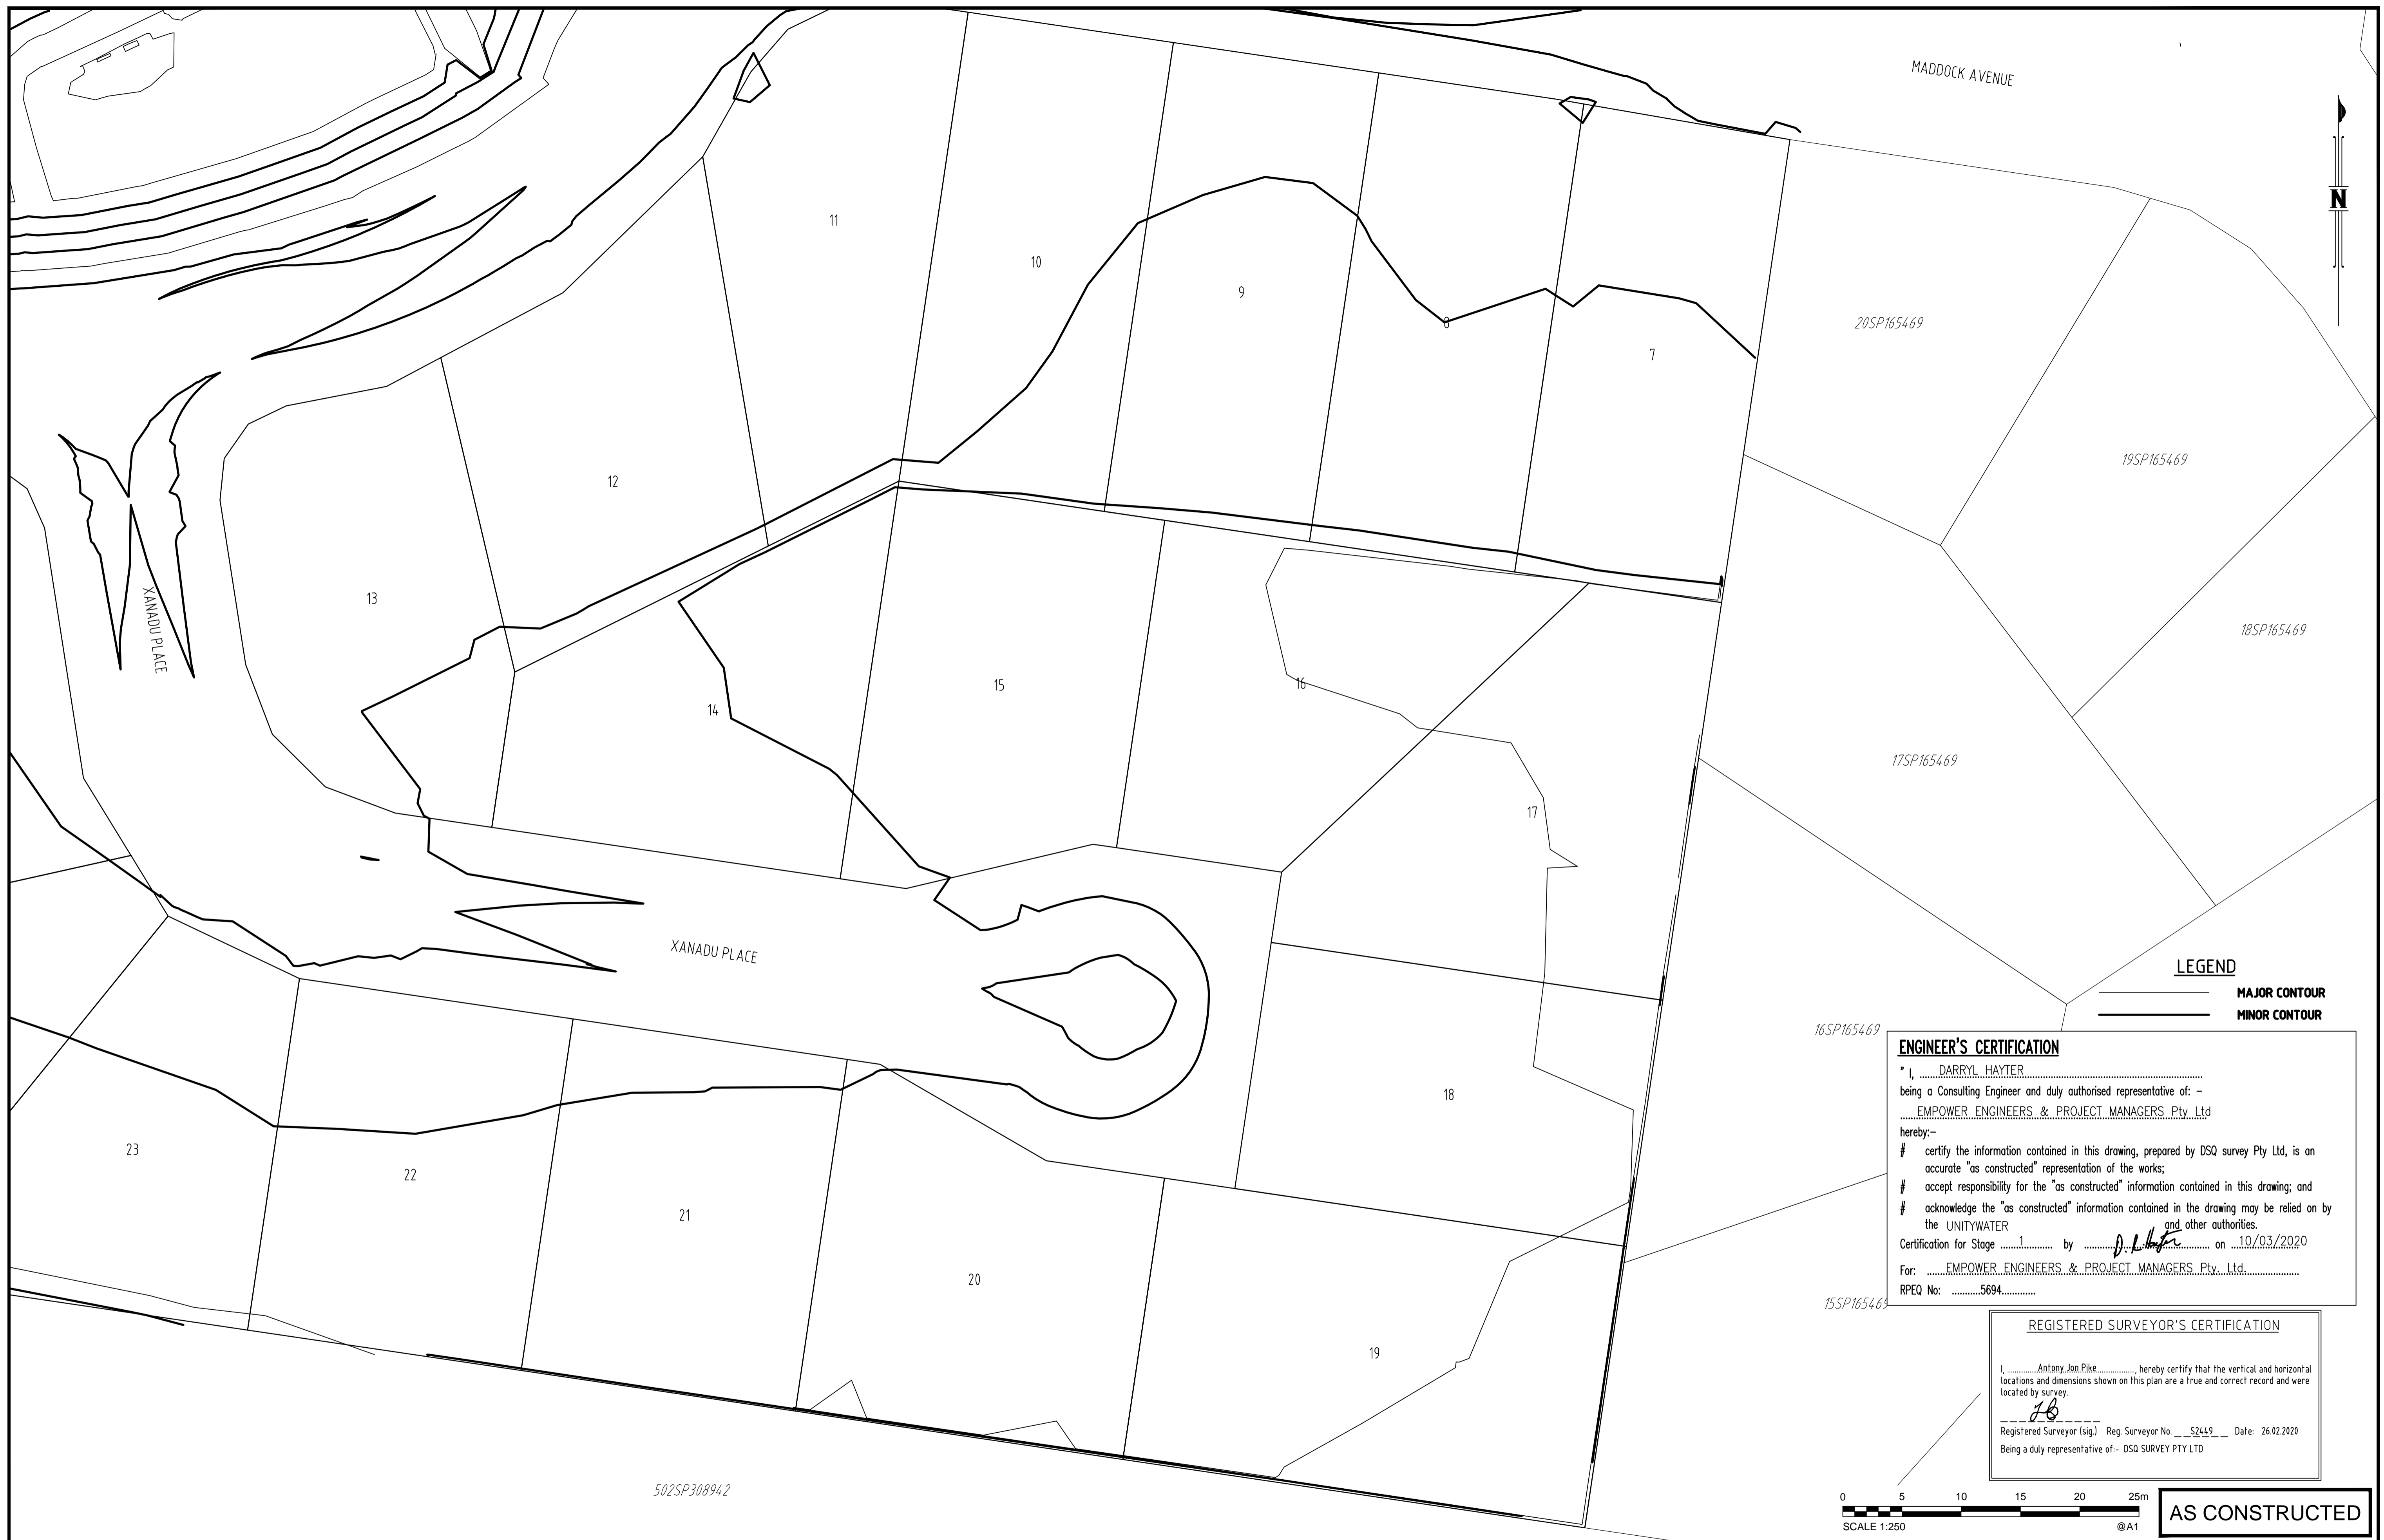 MADDOCK AVENUE
N
11
10
9
8
7
20SP165469
19SP165469
12
18SP165469
13
XANADU PLACE
15
16
14
17SP165469
17
XANADU PLACE
LEGEND
MAJOR CONTOUR
MINOR CONTOUR
16SP165469
18
23
22
21
20
19
15SP165469
502SP308942
ENGINEER'S CERTIFICATION
" I, DARRYL HAYTER
being a Consulting Engineer and duly authorised representative of: -
EMPOWER ENGINEERS & PROJECT MANAGERS Pty Ltd
hereby:-
# certify the information contained in this drawing, prepared by DSQ survey Pty Ltd, is an
accurate "as constructed" representation of the works;
# accept responsibility for the "as constructed" information contained in this drawing; and
# acknowledge the "as constructed" information contained in the drawing may be relied on by
the UNITYWATER and other authorities.
Certification for Stage 1 by D. R. Hayter on 10/03/2020
For: EMPOWER ENGINEERS & PROJECT MANAGERS Pty. Ltd.
RPEQ No: 5694
REGISTERED SURVEYOR'S CERTIFICATION
I, Antony Jon Pike, hereby certify that the vertical and horizontal
locations and dimensions shown on this plan are a true and correct record and were
located by survey.
Registered Surveyor (sig.) Reg. Surveyor No. S2449 Date: 26.02.2020
Being a duly representative of:- DSQ SURVEY PTY LTD
0 5 10 15 20 25m
SCALE 1:250 @A1
AS CONSTRUCTED